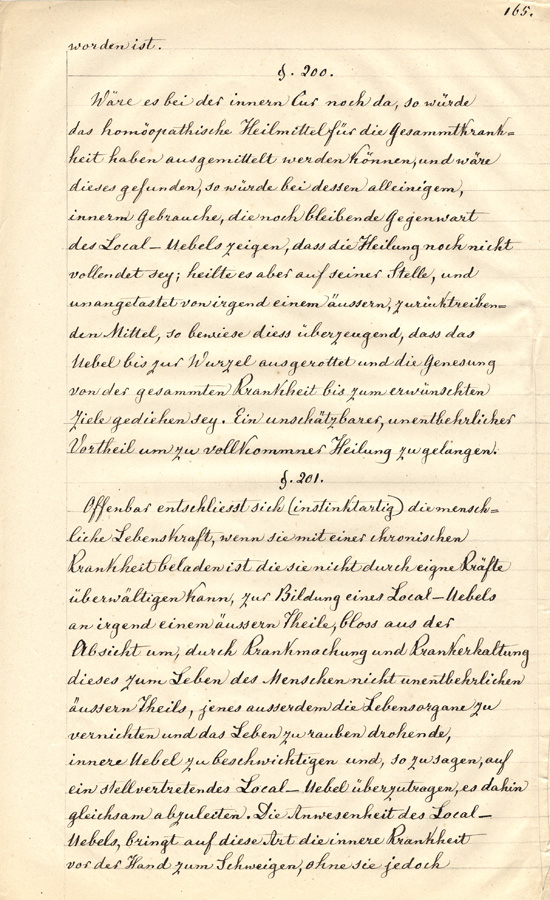 165.
worden ist.
§. 200.
Wäre es bei der innern Cur noch da, so würde
das homöopathische Heilmittel für die Gesammtkrank=
heit haben ausgemittelt werden können, und wäre
dieses gefunden, so würde bei dessen alleinigem,
innerm Gebrauche, die noch bleibende Gegenwart
des Local-Uebels zeigen, dass die Heilung noch nicht
vollendet sey; heilte es aber auf seiner Stelle, und
unangetastet von irgend einem äussern, zurücktreiben=
den Mittel, so bewiese diess überzeugend, dass das
Uebel bis zur Wurzel ausgerottet und die Genesung
von der gesammten Krankheit bis zum erwünschten
Ziele gediehen sey. Ein unschätzbarer, unentbehrlicher
Vortheil um zu vollkommner Heilung zu gelangen.
§. 201.
Offenbar entschliesst sich (instinktartig) die mensch=
liche Lebenskraft, wenn sie mit einer chronischen
Krankheit beladen ist die sie nicht durch eigne Kräfte
überwältigen kann, zur Bildung eines Local-Uebels
an irgend einem äussern Theile, bloss aus der
Absicht um, durch Krankmachung und Krankerhaltung
dieses zum Leben des Menschen nicht unentbehrlichen
äussern Theils, jenes ausserdem die Lebensorgane zu
vernichten und das Leben zu rauben drohende,
innere Uebel zu beschwichtigen und, so zu sagen, auf
ein stellvertretendes Local-Uebel überzutragen, es dahin
gleichsam abzuleiten. Die Anwesenheit des Local-
Uebels, bringt auf diese Art die innere Krankheit
vor der Hand zum Schweigen, ohne sie jedoch